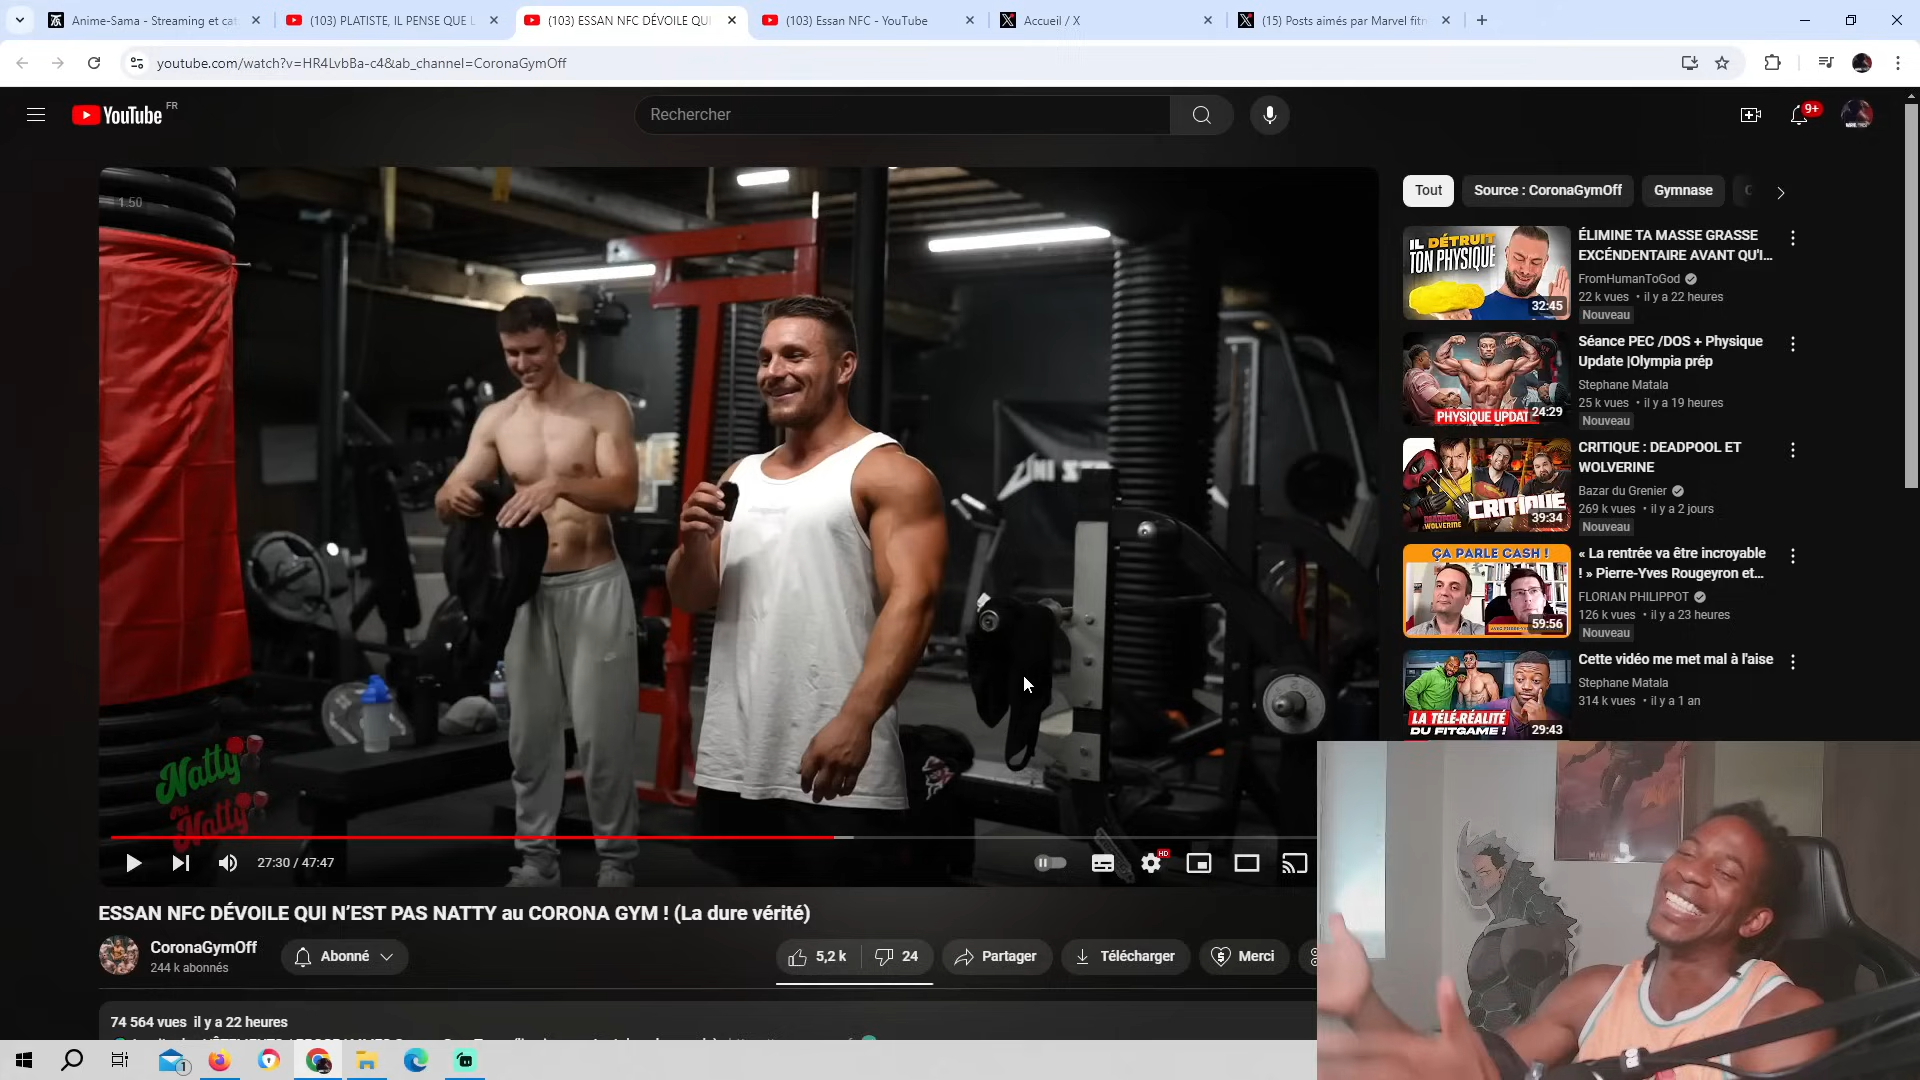 Anime-Sama - Streaming et cat
(103) PLATISTE, IL PENSE QUE L
(103) ESSAN NFC DÉVOILE QUI
(103) Essan NFC - YouTube
Accueil / X
(15) Posts aimés par Marvel fitn
youtube.com/watch?v=HR4LvbBa-c4&ab_channel=CoronaGymOff
YouTube FR
Rechercher
9+
1:50
Natty
Not
Natty
27:30 / 47:47
HD
ESSAN NFC DÉVOILE QUI N'EST PAS NATTY au CORONA GYM ! (La dure vérité)
CoronaGymOff
244 k abonnés
Abonné
5,2 k
24
Partager
Télécharger
Merci
74 564 vues il y a 22 heures
Tout
Source : CoronaGymOff
Gymnase
IL DÉTRUIT
TON PHYSIQUE
32:45
ÉLIMINE TA MASSE GRASSE
EXCÉNDENTAIRE AVANT QU'I...
FromHumanToGod
22 k vues • il y a 22 heures
Nouveau
PHYSIQUE UPDAT
24:29
Séance PEC /DOS + Physique
Update |Olympia prép
Stephane Matala
25 k vues • il y a 19 heures
Nouveau
CRITIQUE
39:34
CRITIQUE : DEADPOOL ET
WOLVERINE
Bazar du Grenier
269 k vues • il y a 2 jours
Nouveau
ÇA PARLE CASH !
59:56
« La rentrée va être incroyable
! » Pierre-Yves Rougeyron et...
FLORIAN PHILIPPOT
126 k vues • il y a 23 heures
Nouveau
LA TÉLÉ-RÉALITÉ
DU FITGAME !
29:43
Cette vidéo me met mal à l'aise
Stephane Matala
314 k vues • il y a 1 an
1